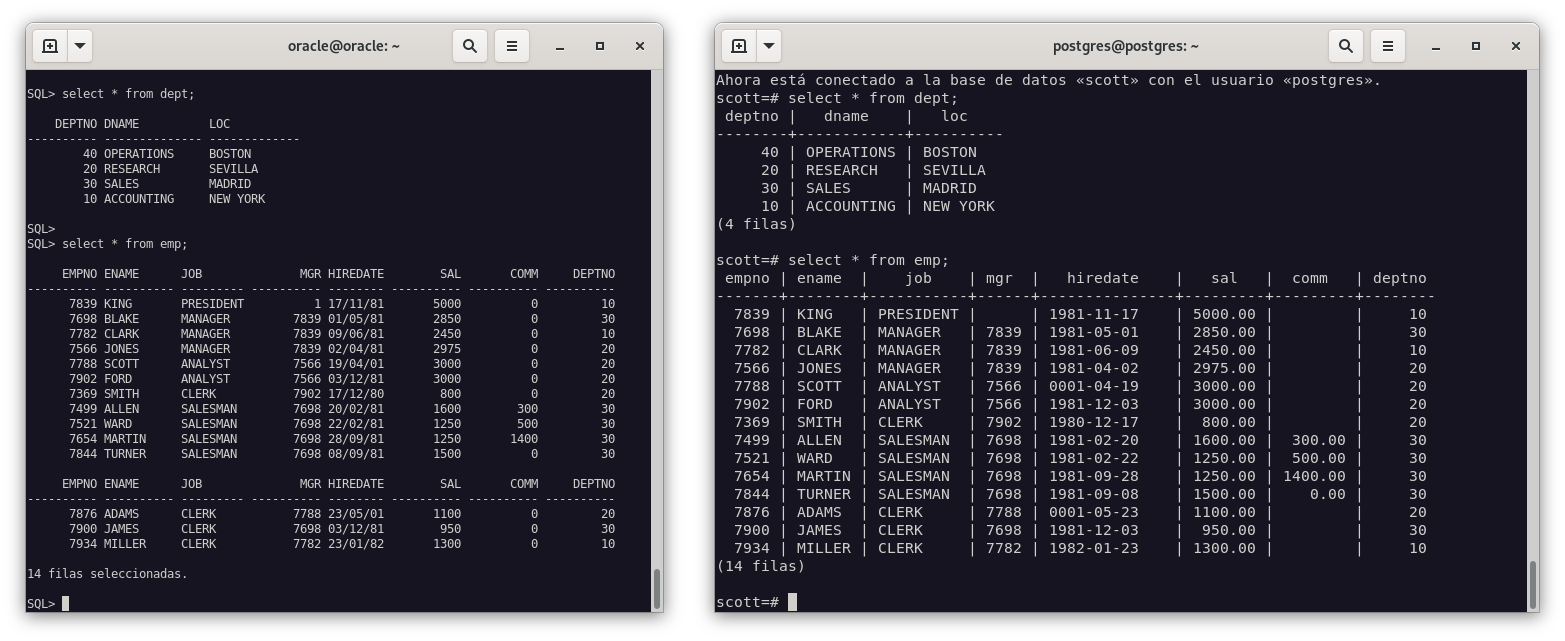 oracle@oracle: ~
SQL> select * from dept;
    DEPTNO DNAME          LOC
---------- -------------- -------------
        40 OPERATIONS     BOSTON
        20 RESEARCH       SEVILLA
        30 SALES          MADRID
        10 ACCOUNTING     NEW YORK
SQL>
SQL> select * from emp;
     EMPNO ENAME      JOB              MGR HIREDATE        SAL       COMM     DEPTNO
---------- ---------- --------- ---------- -------- ---------- ---------- ----------
      7839 KING       PRESIDENT          1 17/11/81       5000          0         10
      7698 BLAKE      MANAGER         7839 01/05/81       2850          0         30
      7782 CLARK      MANAGER         7839 09/06/81       2450          0         10
      7566 JONES      MANAGER         7839 02/04/81       2975          0         20
      7788 SCOTT      ANALYST         7566 19/04/01       3000          0         20
      7902 FORD       ANALYST         7566 03/12/81       3000          0         20
      7369 SMITH      CLERK           7902 17/12/80        800          0         20
      7499 ALLEN      SALESMAN        7698 20/02/81       1600        300         30
      7521 WARD       SALESMAN        7698 22/02/81       1250        500         30
      7654 MARTIN     SALESMAN        7698 28/09/81       1250       1400         30
      7844 TURNER     SALESMAN        7698 08/09/81       1500          0         30
     EMPNO ENAME      JOB              MGR HIREDATE        SAL       COMM     DEPTNO
---------- ---------- --------- ---------- -------- ---------- ---------- ----------
      7876 ADAMS      CLERK           7788 23/05/01       1100          0         20
      7900 JAMES      CLERK           7698 03/12/81        950          0         30
      7934 MILLER     CLERK           7782 23/01/82       1300          0         10
14 filas seleccionadas.
SQL>
postgres@postgres: ~
Ahora está conectado a la base de datos «scott» con el usuario «postgres».
scott=# select * from dept;
 deptno |   dname    |   loc
--------+------------+----------
     40 | OPERATIONS | BOSTON
     20 | RESEARCH   | SEVILLA
     30 | SALES      | MADRID
     10 | ACCOUNTING | NEW YORK
(4 filas)
scott=# select * from emp;
 empno | ename  |    job    | mgr  |   hiredate    |   sal   |  comm   | deptno
-------+--------+-----------+------+---------------+---------+---------+--------
  7839 | KING   | PRESIDENT |      | 1981-11-17    | 5000.00 |         |     10
  7698 | BLAKE  | MANAGER   | 7839 | 1981-05-01    | 2850.00 |         |     30
  7782 | CLARK  | MANAGER   | 7839 | 1981-06-09    | 2450.00 |         |     10
  7566 | JONES  | MANAGER   | 7839 | 1981-04-02    | 2975.00 |         |     20
  7788 | SCOTT  | ANALYST   | 7566 | 0001-04-19    | 3000.00 |         |     20
  7902 | FORD   | ANALYST   | 7566 | 1981-12-03    | 3000.00 |         |     20
  7369 | SMITH  | CLERK     | 7902 | 1980-12-17    |  800.00 |         |     20
  7499 | ALLEN  | SALESMAN  | 7698 | 1981-02-20    | 1600.00 |  300.00 |     30
  7521 | WARD   | SALESMAN  | 7698 | 1981-02-22    | 1250.00 |  500.00 |     30
  7654 | MARTIN | SALESMAN  | 7698 | 1981-09-28    | 1250.00 | 1400.00 |     30
  7844 | TURNER | SALESMAN  | 7698 | 1981-09-08    | 1500.00 |    0.00 |     30
  7876 | ADAMS  | CLERK     | 7788 | 0001-05-23    | 1100.00 |         |     20
  7900 | JAMES  | CLERK     | 7698 | 1981-12-03    |  950.00 |         |     30
  7934 | MILLER | CLERK     | 7782 | 1982-01-23    | 1300.00 |         |     10
(14 filas)
scott=#